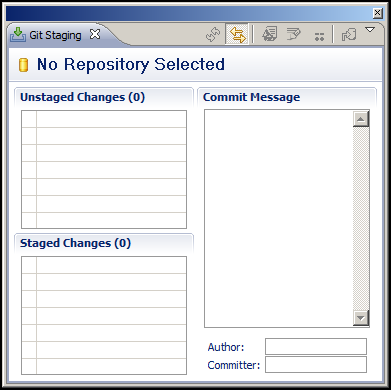 Git Staging
No Repository Selected
Unstaged Changes (0)
Commit Message
Staged Changes (0)
Author:
Committer: